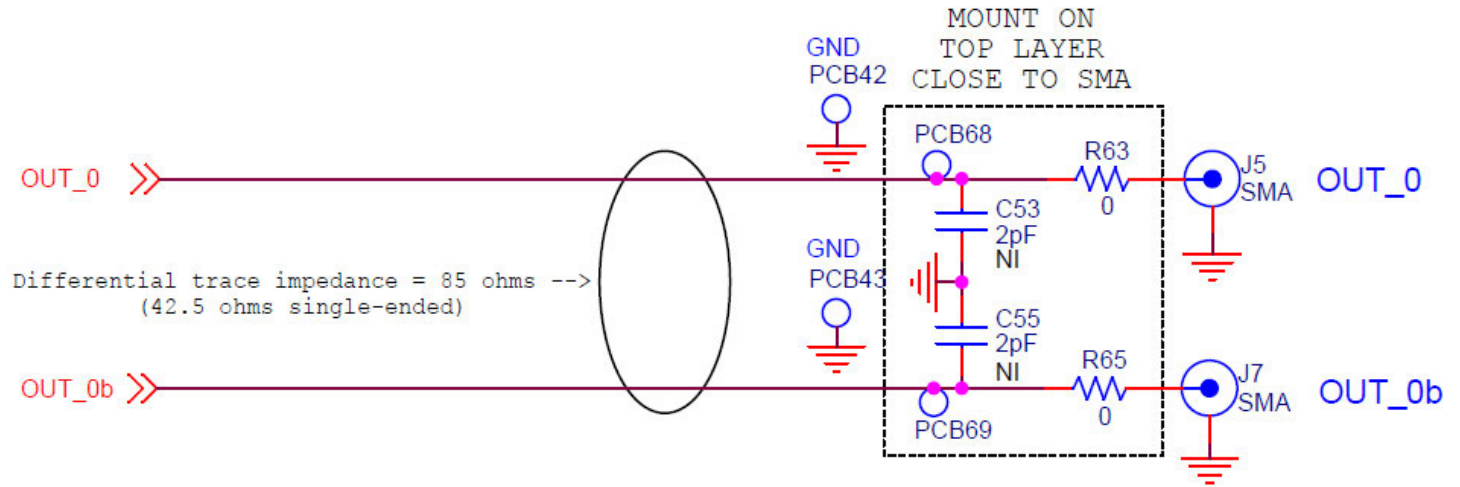 MOUNT ON
TOP LAYER
CLOSE TO SMA
GND
PCB42
PCB68
R63
0
J5
SMA
OUT_0
OUT_0
C53
2pF
NI
GND
PCB43
Differential trace impedance = 85 ohms -->
(42.5 ohms single-ended)
C55
2pF
NI
R65
0
J7
SMA
OUT_0b
OUT_0b
PCB69